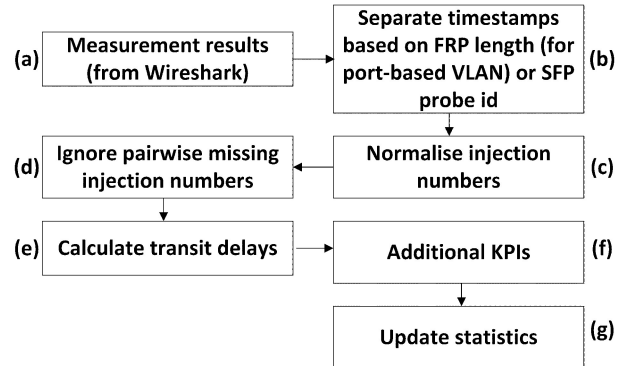 (a)
Measurement results
(from Wireshark)
Separate timestamps
based on FRP length (for
port-based VLAN) or SFP
probe id
(b)
(d)
Ignore pairwise missing
injection numbers
Normalise injection
numbers
(c)
(e)
Calculate transit delays
Additional KPIs
(f)
Update statistics
(g)